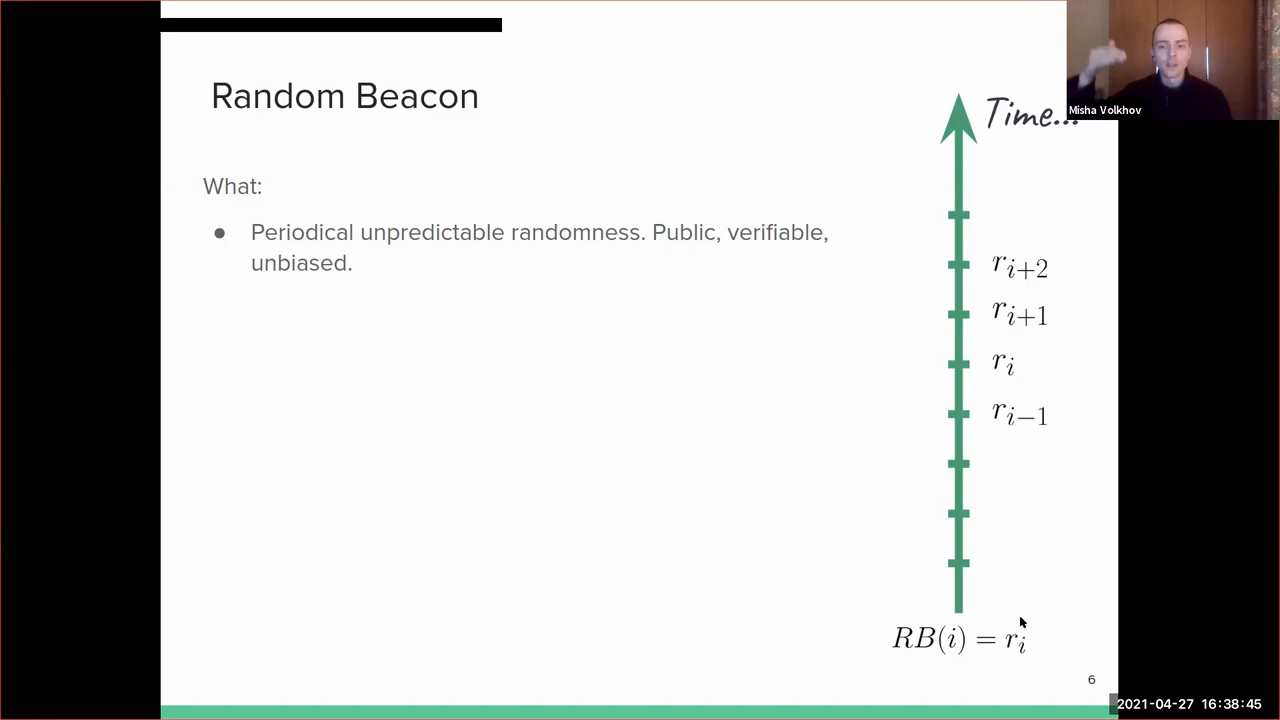 Random Beacon
Time...
Misha Volkhov
What:
● Periodical unpredictable randomness. Public, verifiable,
unbiased.
r_{i+2}
r_{i+1}
r_i
r_{i-1}
RB(i) = r_i
6
2021-04-27 16:38:45